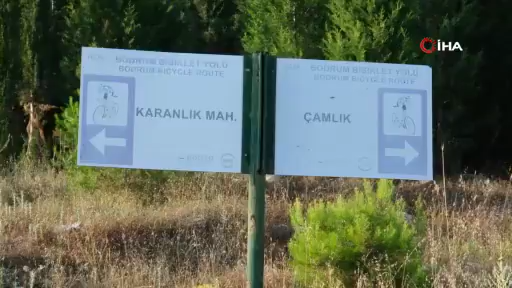 İHA
BODRUM BİSİKLET YOLU
BODRUM BICYCLE ROUTE
KARANLIK MAH.
BODRUM BİSİKLET YOLU
BODRUM BICYCLE ROUTE
ÇAMLIK